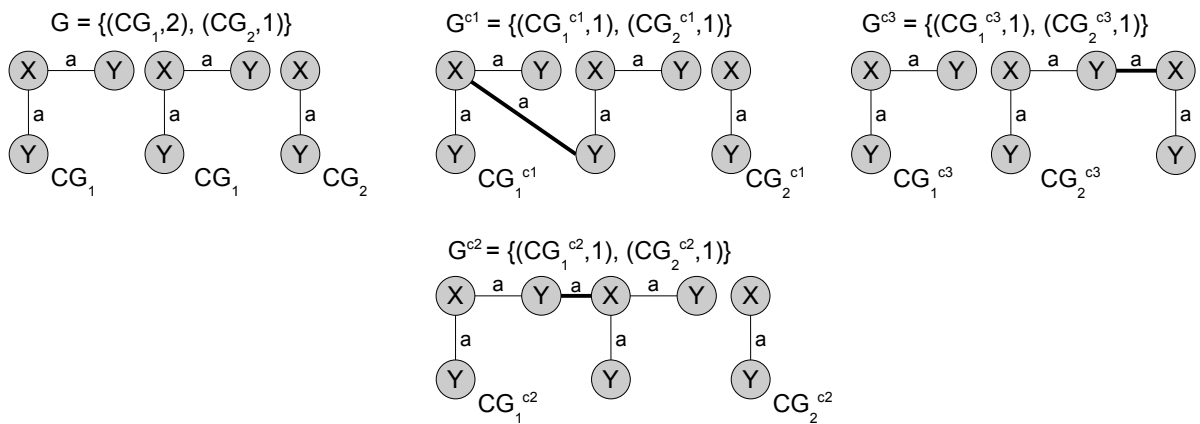 G = {(CG₁,2), (CG₂,1)}
X a Y X a Y X
a a a
Y Y Y
CG₁ CG₁ CG₂
Gᶜ¹ = {(CG₁ᶜ¹,1), (CG₂ᶜ¹,1)}
X a Y X a Y X
a a a a
Y Y Y
CG₁ᶜ¹ CG₂ᶜ¹
Gᶜ³ = {(CG₁ᶜ³,1), (CG₂ᶜ³,1)}
X a Y X a Y a X
a a a
Y Y Y
CG₁ᶜ³ CG₂ᶜ³
Gᶜ² = {(CG₁ᶜ²,1), (CG₂ᶜ²,1)}
X a Y a X a Y X
a a a
Y Y Y
CG₁ᶜ² CG₂ᶜ²